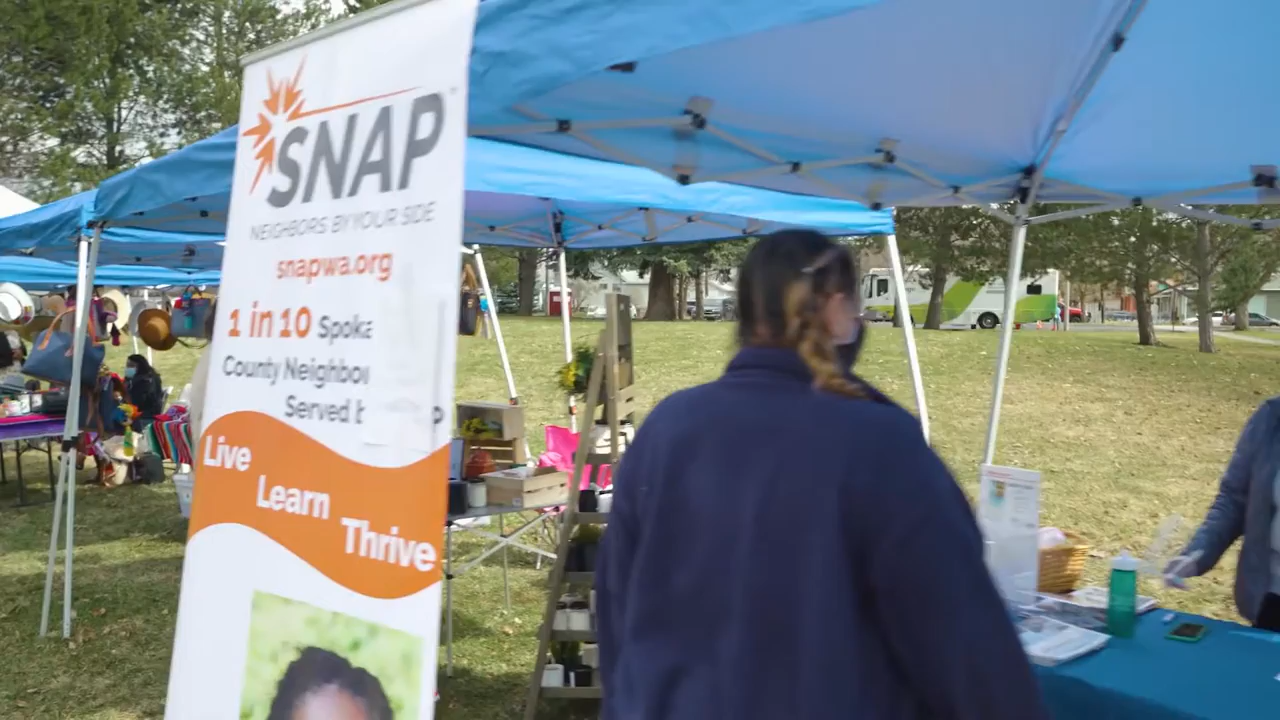 SNAP
NEIGHBORS BY YOUR SIDE
snapwa.org
1 in 10 Spoka
County Neighbo
Served
Live
Learn
Thrive